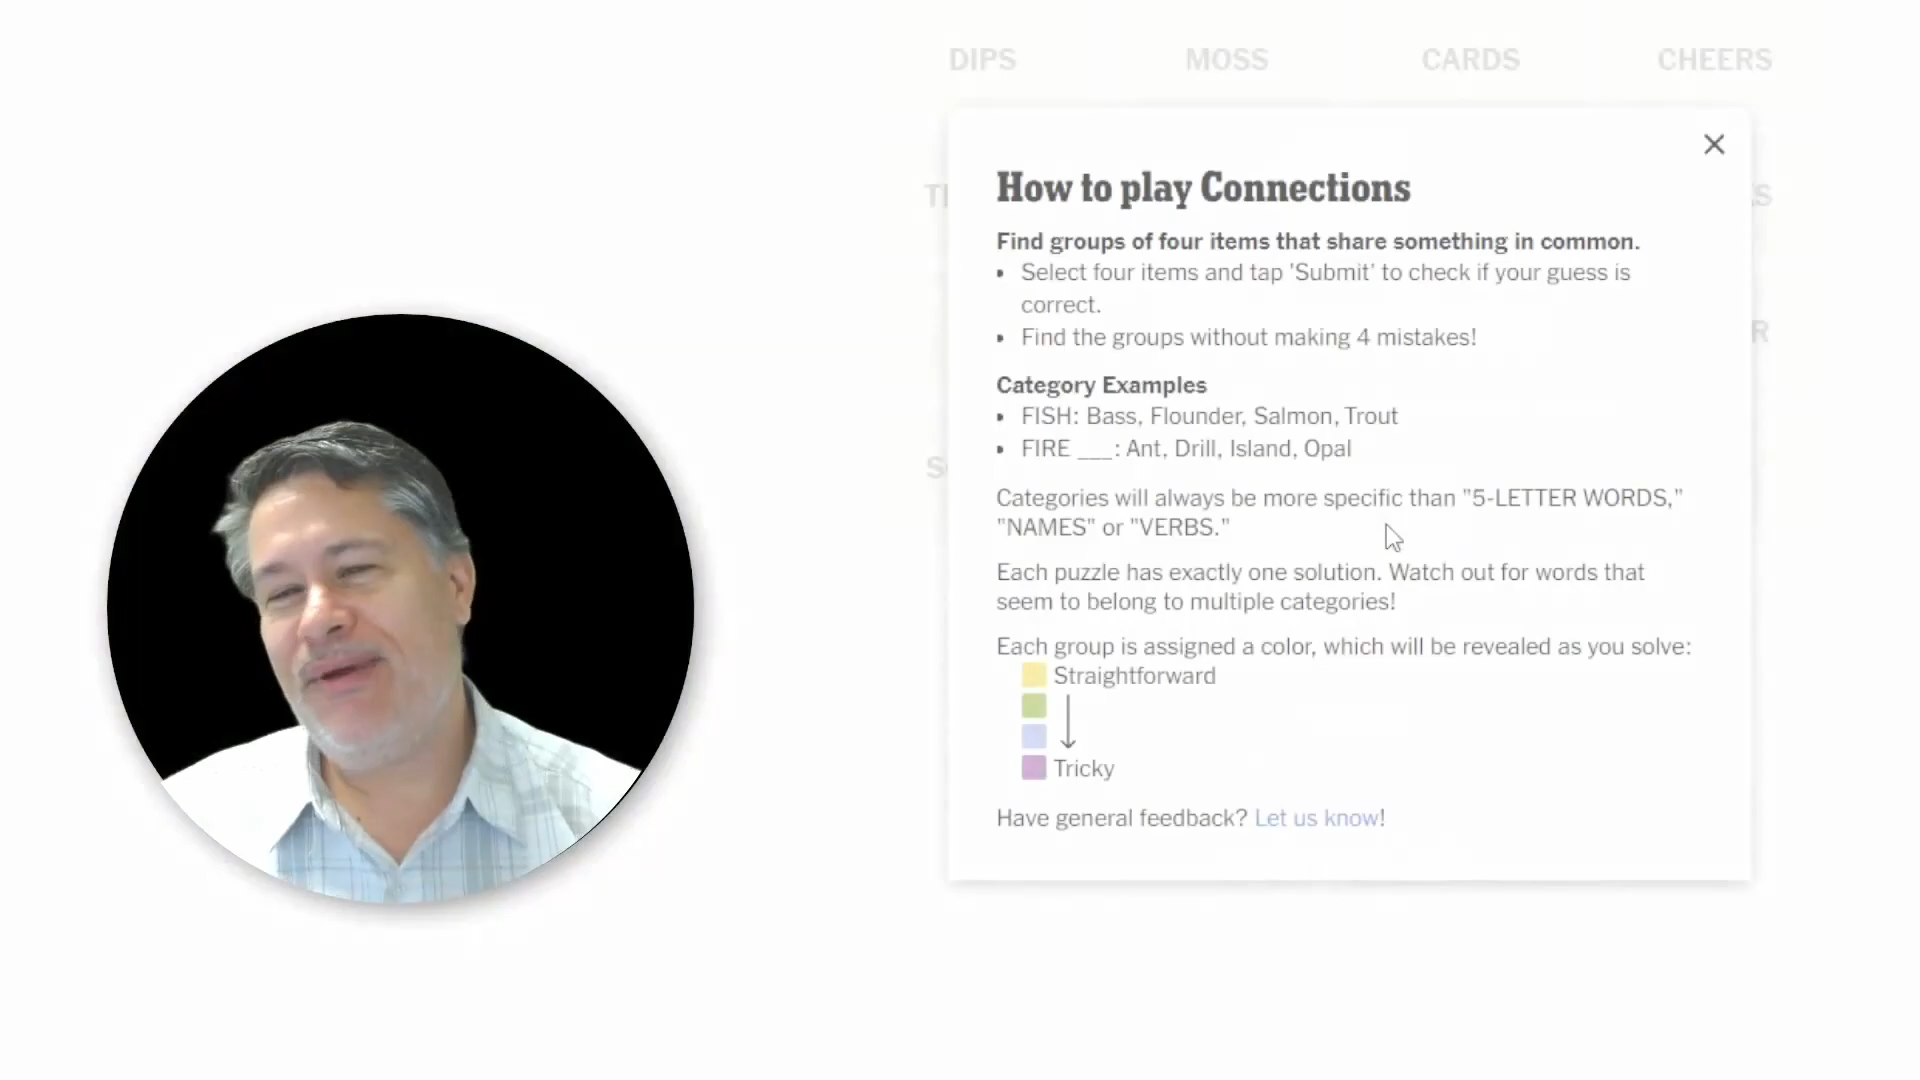 DIPS MOSS CARDS CHEERS
How to play Connections
Find groups of four items that share something in common.
• Select four items and tap 'Submit' to check if your guess is
correct.
• Find the groups without making 4 mistakes!
Category Examples
• FISH: Bass, Flounder, Salmon, Trout
• FIRE ___: Ant, Drill, Island, Opal
Categories will always be more specific than "5-LETTER WORDS,"
"NAMES" or "VERBS."
Each puzzle has exactly one solution. Watch out for words that
seem to belong to multiple categories!
Each group is assigned a color, which will be revealed as you solve:
Straightforward
Tricky
Have general feedback? Let us know!